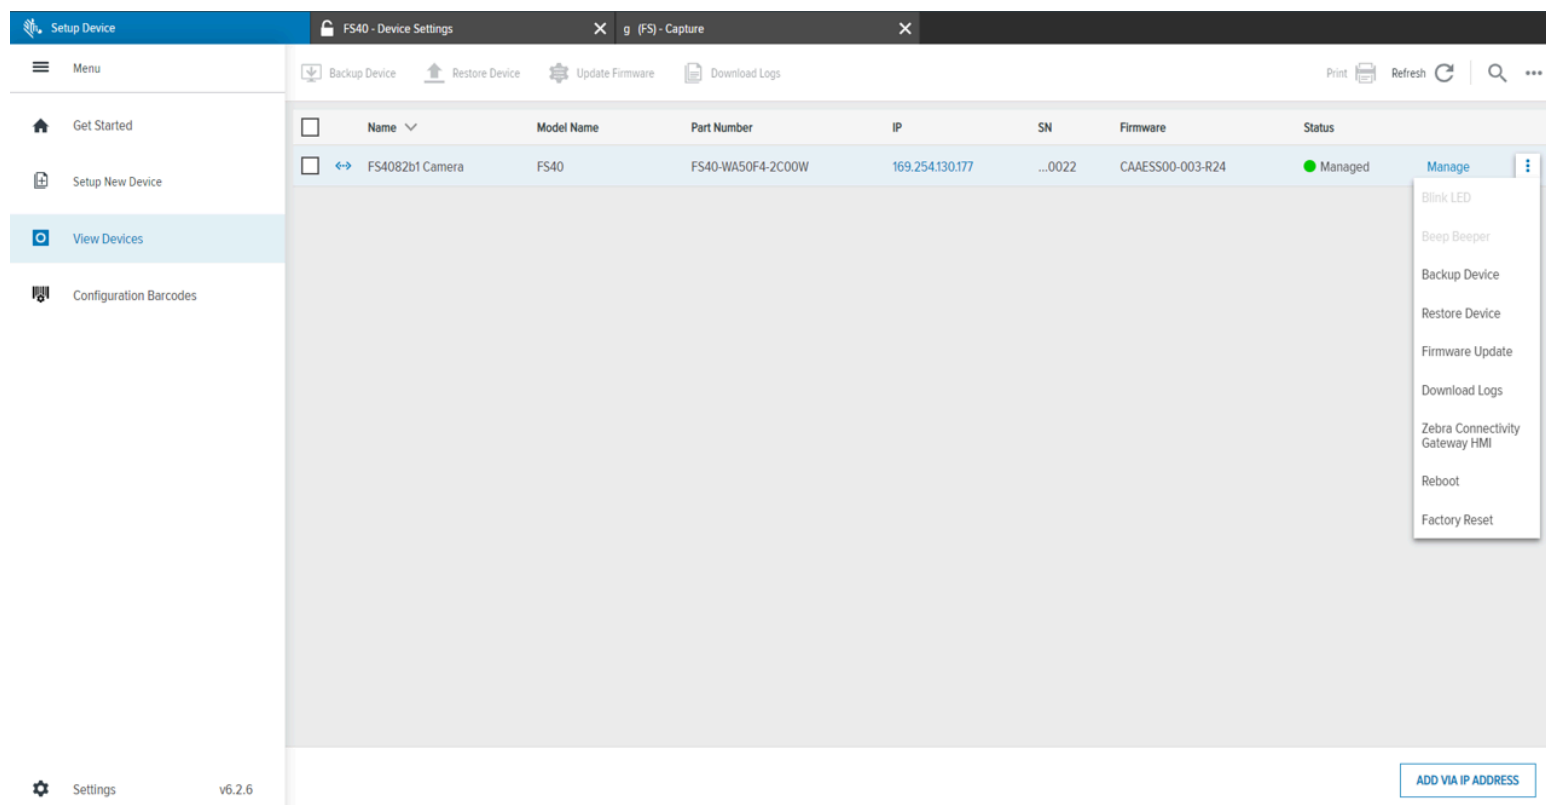 Setup Device
FS40 - Device Settings
g (FS) - Capture
Menu
Backup Device
Restore Device
Update Firmware
Download Logs
Print
Refresh
Get Started
Setup New Device
View Devices
Configuration Barcodes
Name
Model Name
Part Number
IP
SN
Firmware
Status
FS4082b1 Camera
FS40
FS40-WA50F4-2C00W
169.254.130.177
...0022
CAAESS00-003-R24
Managed
Manage
Blink LED
Beep Beeper
Backup Device
Restore Device
Firmware Update
Download Logs
Zebra Connectivity
Gateway HMI
Reboot
Factory Reset
Settings
v6.2.6
ADD VIA IP ADDRESS